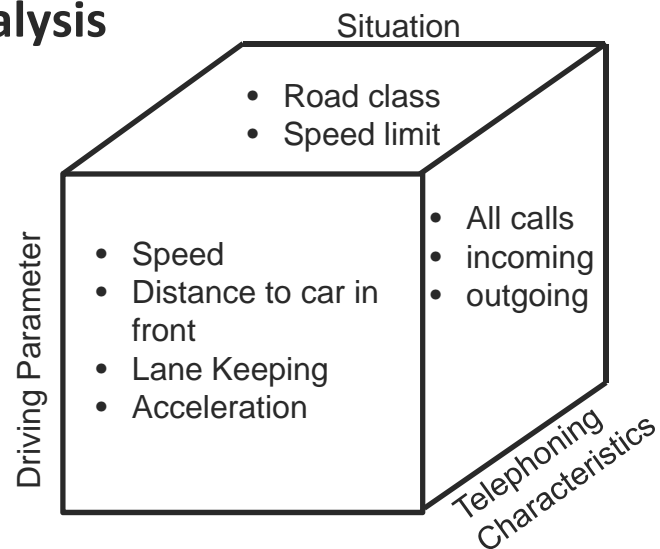 alysis
Situation
• Road class
• Speed limit
• All calls
• incoming
• outgoing
• Speed
• Distance to car in
front
• Lane Keeping
• Acceleration
Driving Parameter
Telephoning
Characteristics